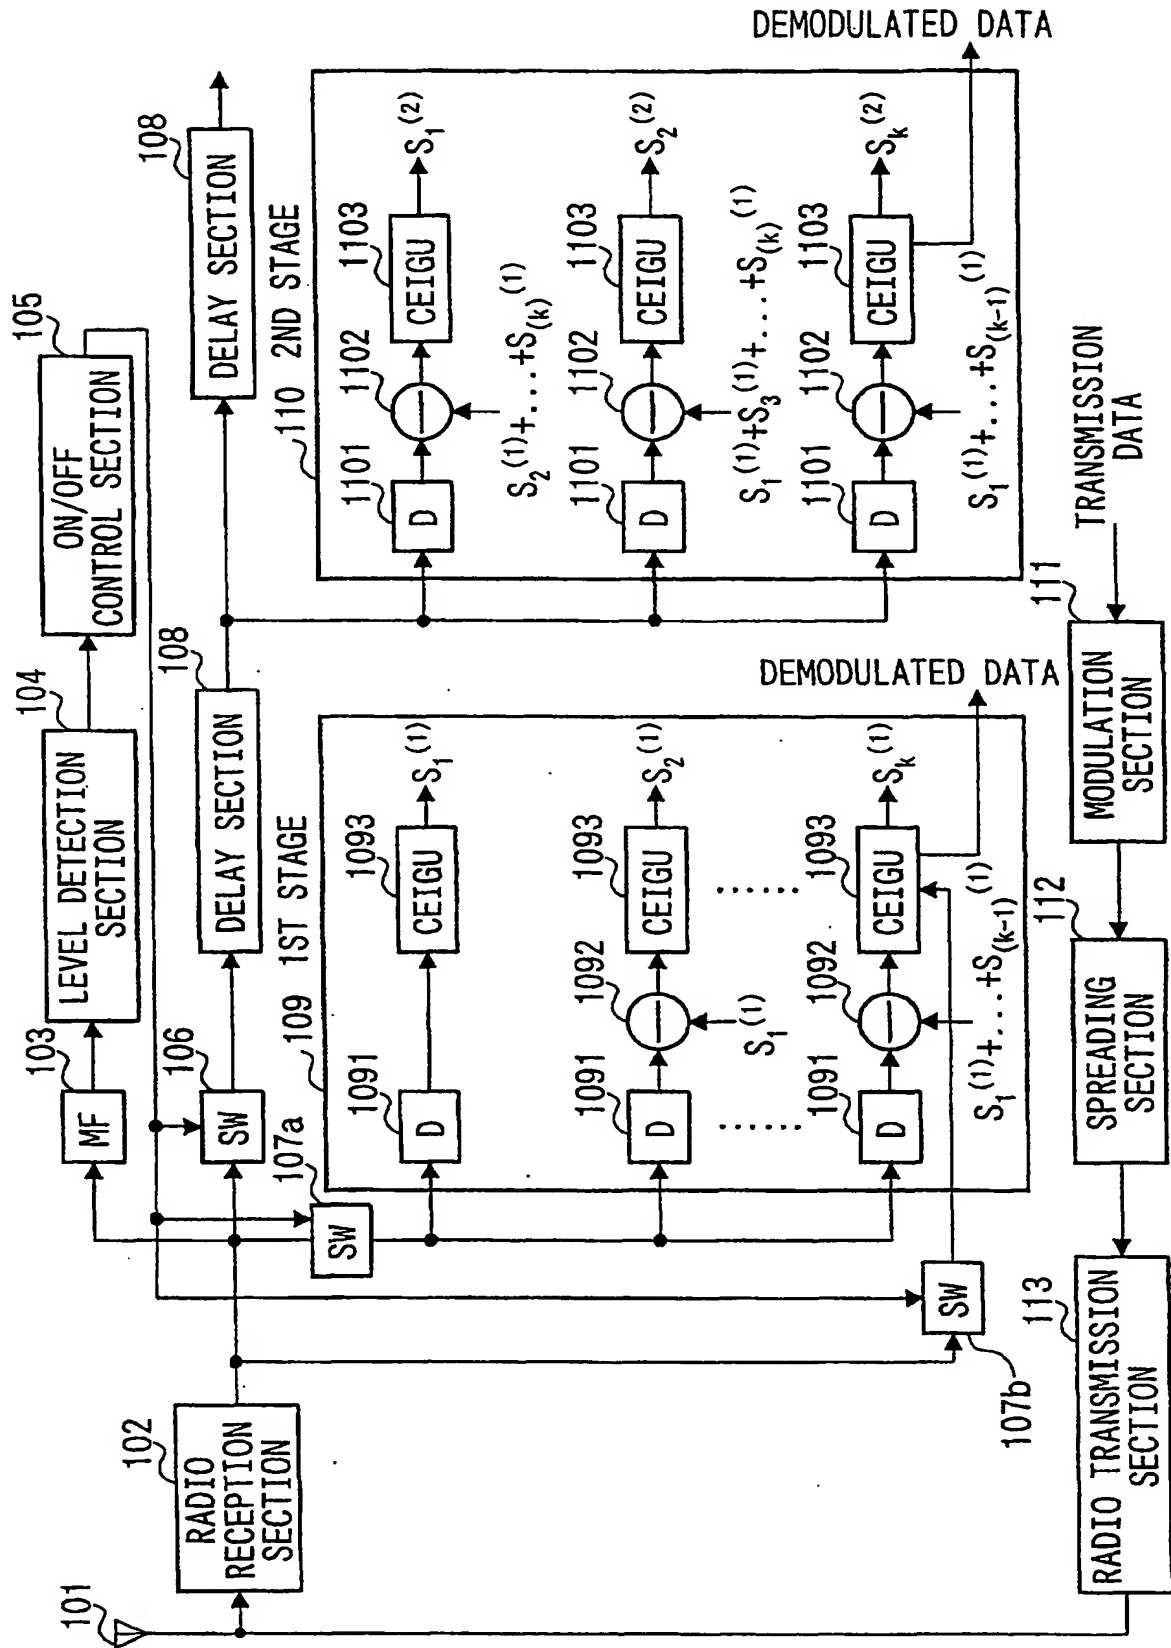 101
102
RADIO
RECEPTION
SECTION
103
MF
104
LEVEL DETECTION
SECTION
105
ON/OFF
CONTROL SECTION
106
SW
107a
SW
107b
SW
108
DELAY SECTION
108
DELAY SECTION
109
1ST STAGE
1091
D
1093
CEIGU
S₁⁽¹⁾
1091
D
1092
S₁⁽¹⁾
1093
CEIGU
S₂⁽¹⁾
......
......
1091
D
1092
S₁⁽¹⁾+....+S₍ₖ₋₁₎⁽¹⁾
1093
CEIGU
Sₖ⁽¹⁾
DEMODULATED DATA
110
2ND STAGE
1101
D
1102
S₂⁽¹⁾+....+S₍ₖ₎⁽¹⁾
1103
CEIGU
S₁⁽²⁾
1101
D
1102
S₁⁽¹⁾+S₃⁽¹⁾+....+S₍ₖ₎⁽¹⁾
1103
CEIGU
S₂⁽²⁾
1101
D
1102
S₁⁽¹⁾+....+S₍ₖ₋₁₎⁽¹⁾
1103
CEIGU
Sₖ⁽²⁾
DEMODULATED DATA
TRANSMISSION
DATA
111
MODULATION
SECTION
112
SPREADING
SECTION
113
RADIO TRANSMISSION
SECTION